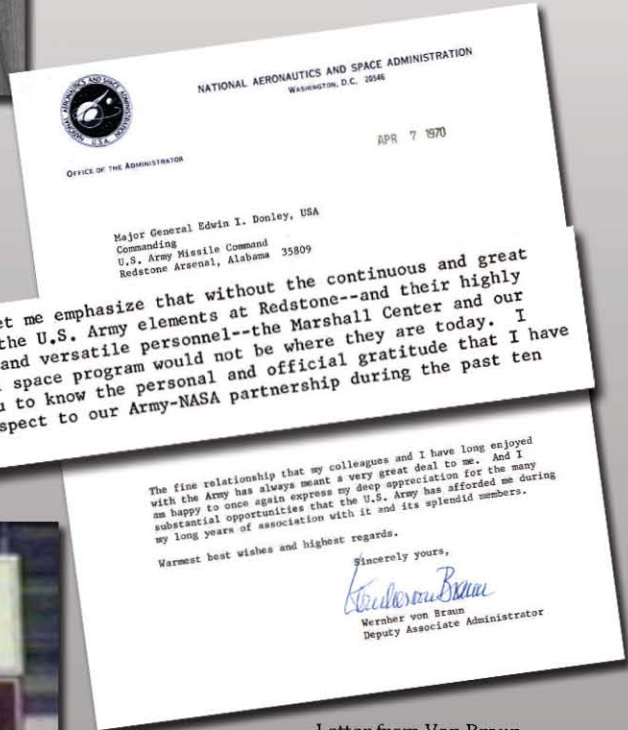 NATIONAL AERONAUTICS AND SPACE ADMINISTRATION
WASHINGTON, D.C. 20546
NATIONAL AERONAUTICS AND SPACE ADMINISTRATION
U.S.A.
OFFICE OF THE ADMINISTRATOR
APR 7 1970
Major General Edwin I. Donley, USA
Commanding
U.S. Army Missile Command
Redstone Arsenal, Alabama 35809
me emphasize that without the continuous and great
the U.S. Army elements at Redstone--and their highly
and versatile personnel--the Marshall Center and our
space program would not be where they are today. I
to know the personal and official gratitude that I have
to our Army-NASA partnership during the past ten
The fine relationship that my colleagues and I have long enjoyed
with the Army has always meant a very great deal to me. And I
am happy to once again express my deep appreciation for the many
substantial opportunities that the U.S. Army has afforded me during
my long years of association with it and its splendid members.
Warmest best wishes and highest regards.
Sincerely yours,
Wernher von Braun
Wernher von Braun
Deputy Associate Administrator
Letter from Von Braun